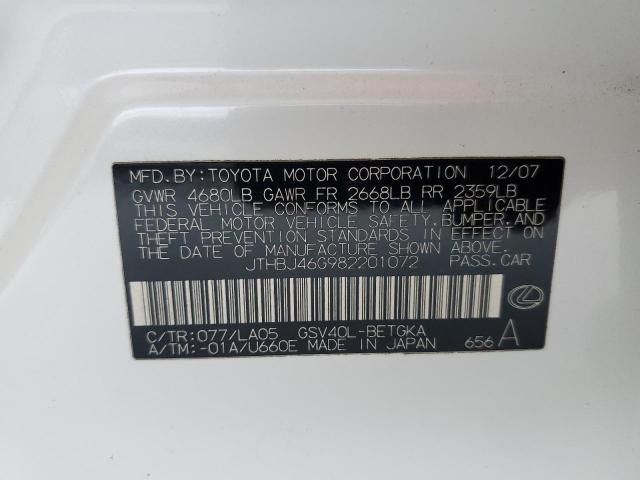 MFD.BY:TOYOTA MOTOR CORPORATION 12/07
GVWR 4680LB GAWR FR 2668LB RR 2359LB
THIS VEHICLE CONFORMS TO ALL APPLICABLE
FEDERAL MOTOR VEHICLE SAFETY,BUMPER,AND
THEFT PREVENTION STANDARDS IN EFFECT ON
THE DATE OF MANUFACTURE SHOWN ABOVE.
JTHBJ46G982201072 PASS.CAR
C/TR:077/LA05 GSV40L-BETGKA
A/TM:-01A/U660E MADE IN JAPAN 656 A